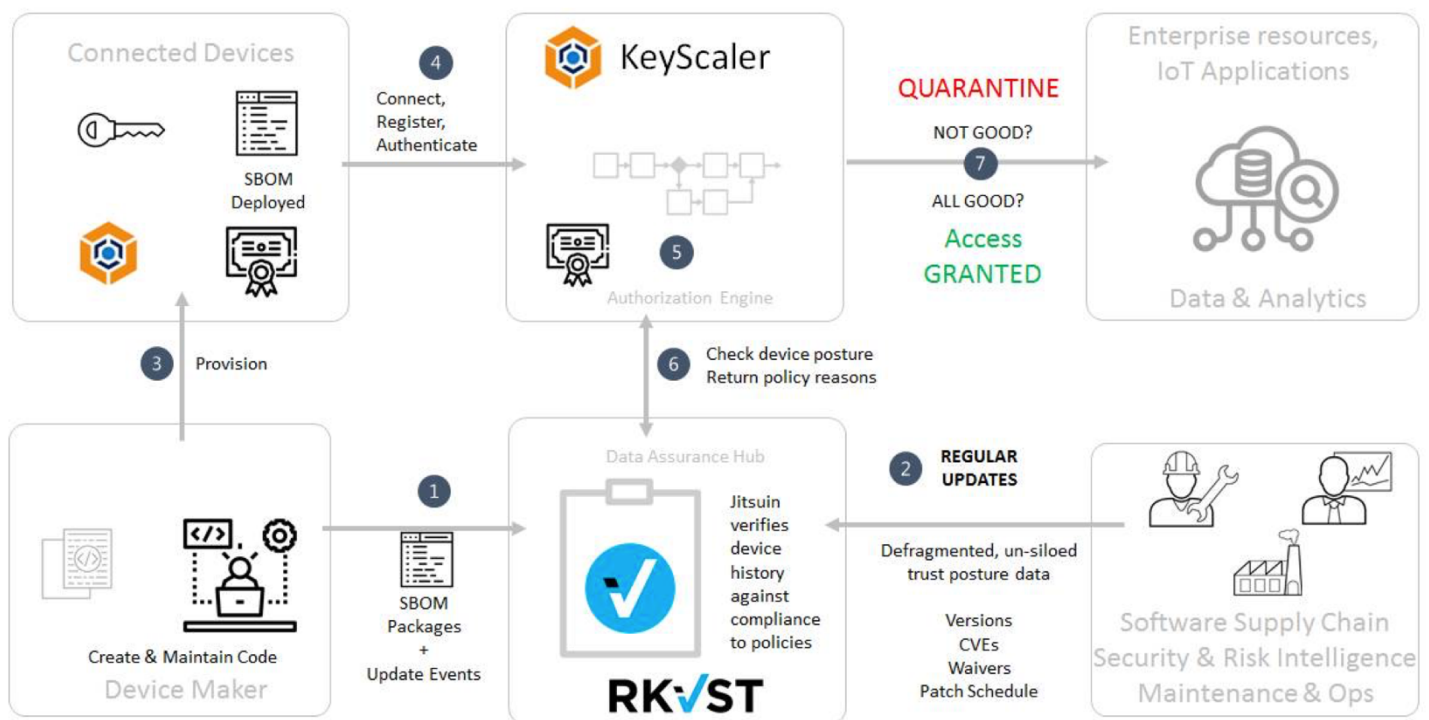 Connected Devices
SBOM
Deployed
4
Connect,
Register,
Authenticate
KeyScaler
5
Authorization Engine
QUARANTINE
NOT GOOD?
7
ALL GOOD?
Access
GRANTED
Enterprise resources,
IoT Applications
Data & Analytics
3
Provision
6
Check device posture
Return policy reasons
</>
Create & Maintain Code
Device Maker
1
SBOM
Packages
+
Update Events
Data Assurance Hub
Jitsuin
verifies
device
history
against
compliance
to policies
RKVST
2
REGULAR
UPDATES
Defragmented, un-siloed
trust posture data
Versions
CVEs
Waivers
Patch Schedule
Software Supply Chain
Security & Risk Intelligence
Maintenance & Ops